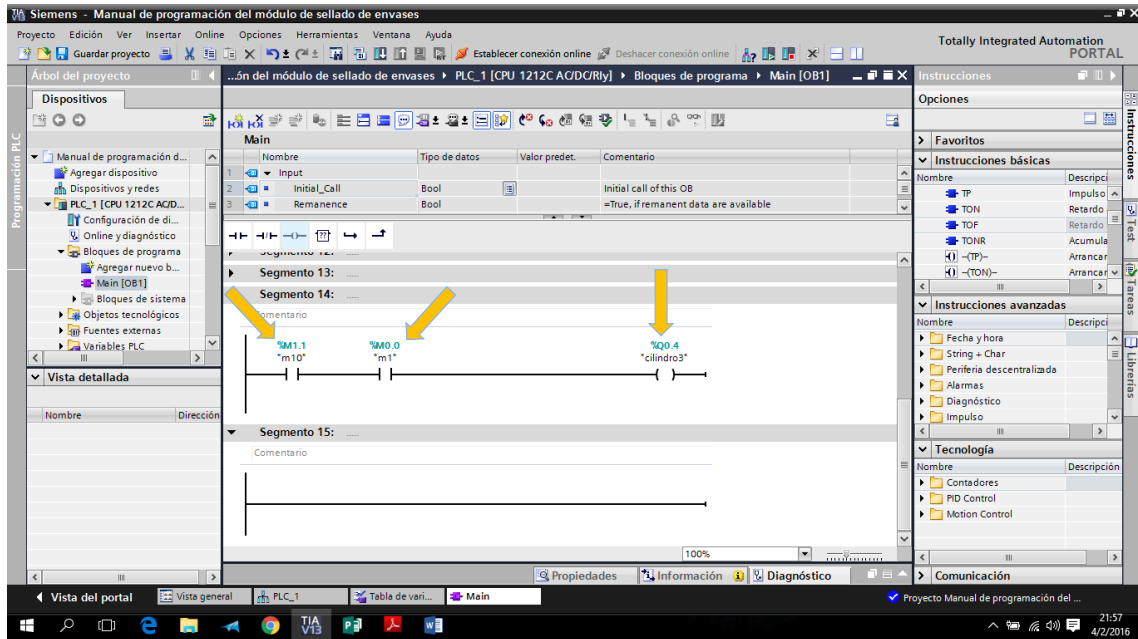 Siemens - Manual de programación del módulo de sellado de envases
Proyecto Edición Ver Insertar Online Opciones Herramientas Ventana Ayuda
Totally Integrated Automation
PORTAL
Guardar proyecto Establecer conexión online Deshacer conexión online
Árbol del proyecto
...ón del módulo de sellado de envases PLC_1 [CPU 1212C AC/DC/Rly] Bloques de programa Main [OB1]
Instrucciones
Dispositivos
Opciones
Programación PLC
Manual de programación d...
Agregar dispositivo
Dispositivos y redes
PLC_1 [CPU 1212C AC/D...
Configuración de di...
Online y diagnóstico
Bloques de programa
Agregar nuevo b...
Main [OB1]
Bloques de sistema
Objetos tecnológicos
Fuentes externas
Variables PLC
Vista detallada
Nombre Dirección
Main
Nombre Tipo de datos Valor predet. Comentario
1 Input
2 Initial_Call Bool Initial call of this OB
3 Remanence Bool =True, if remanent data are available
??
Segmento 12: .....
Segmento 13: .....
Segmento 14: .....
Comentario
%M1.1 %M0.0 %Q0.4
"m10" "m1" "cilindro3"
Segmento 15: .....
Comentario
100%
Propiedades Información Diagnóstico
Favoritos
Instrucciones básicas
Nombre Descripci
TP Impulso
TON Retardo
TOF Retardo
TONR Acumula
-(TP)- Arrancar
-(TON)- Arrancar
Instrucciones avanzadas
Nombre Descripci
Fecha y hora
String + Char
Periferia descentralizada
Alarmas
Diagnóstico
Impulso
Tecnología
Nombre Descripción
Contadores
PID Control
Motion Control
Comunicación
Instrucciones
Test
Tareas
Librerías
Vista del portal Vista general PLC_1 Tabla de vari... Main
Proyecto Manual de programación del ...
TIA
V13
21:57
4/2/2016